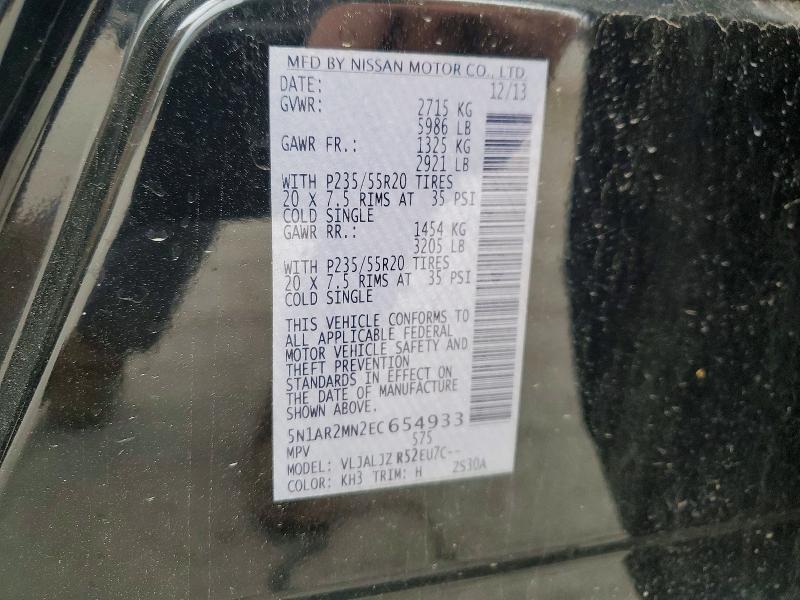 MFD BY NISSAN MOTOR CO., LTD.
DATE: 12/13
GVWR: 2715 KG
5986 LB
GAWR FR.: 1325 KG
2921 LB
WITH P235/55R20 TIRES
20 X 7.5 RIMS AT 35 PSI
COLD SINGLE
GAWR RR.: 1454 KG
3205 LB
WITH P235/55R20 TIRES
20 X 7.5 RIMS AT 35 PSI
COLD SINGLE
THIS VEHICLE CONFORMS TO
ALL APPLICABLE FEDERAL
MOTOR VEHICLE SAFETY AND
THEFT PREVENTION
STANDARDS IN EFFECT ON
THE DATE OF MANUFACTURE
SHOWN ABOVE.
5N1AR2MN2EC654933
MPV 575
MODEL: VLJALJZ R52EU7C--
COLOR: KH3 TRIM: H 2S30A